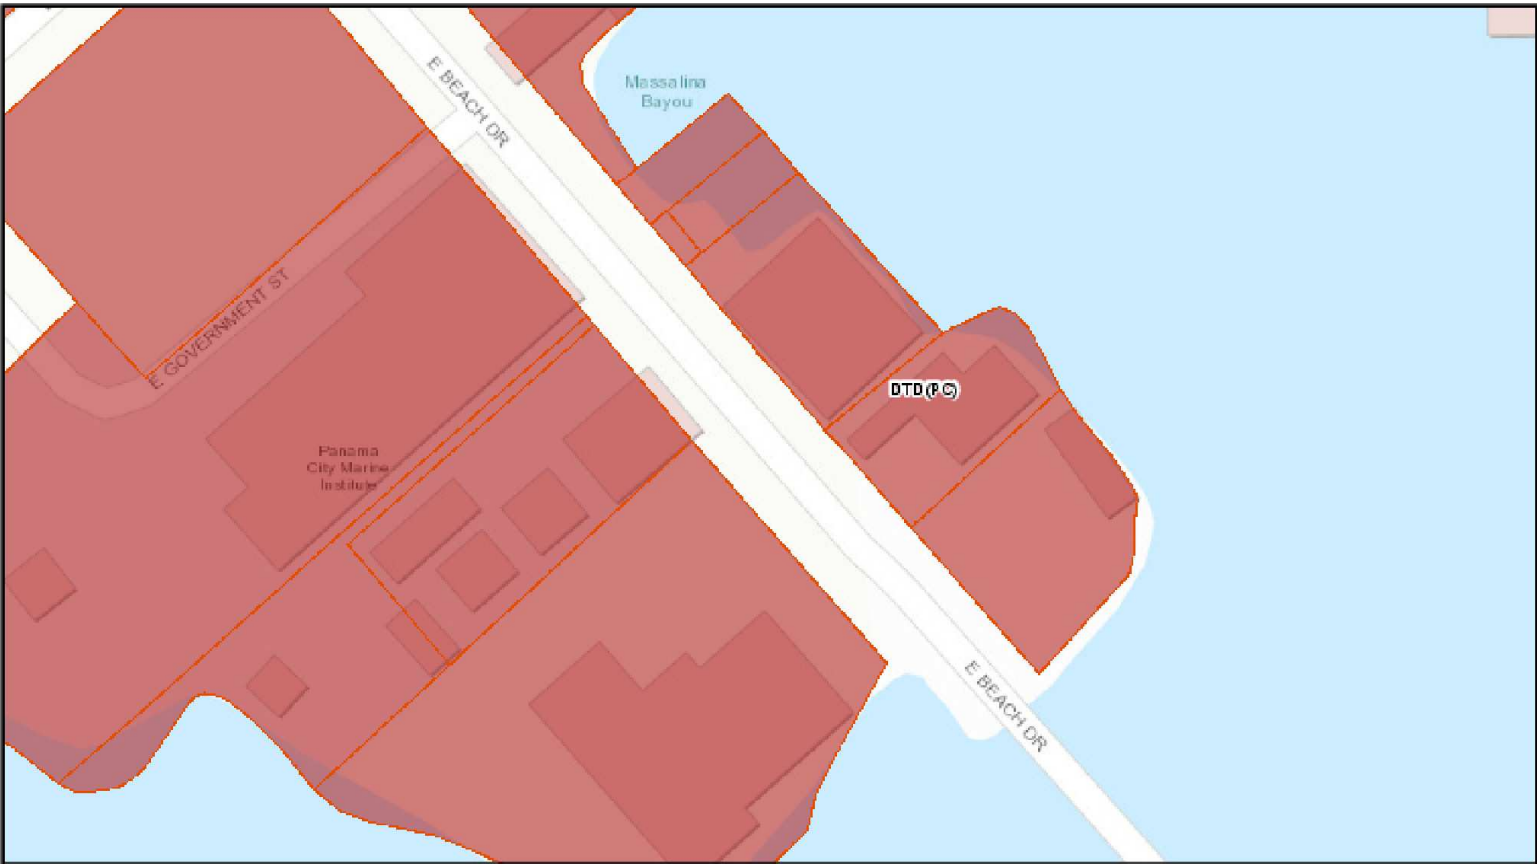 E BEACH DR
Massalina
Bayou
E GOVERNMENT ST
DTD(PC)
Panama
City Marine
Institute
E BEACH DR